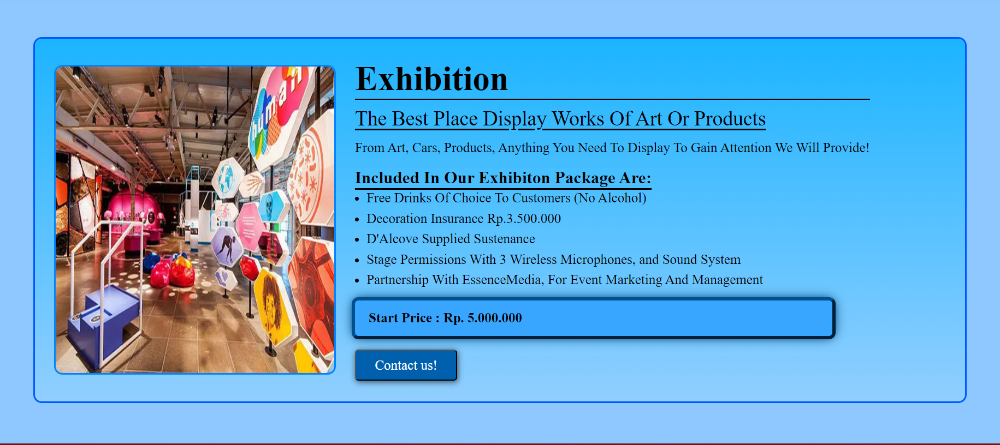 humain
Exhibition
The Best Place Display Works Of Art Or Products
From Art, Cars, Products, Anything You Need To Display To Gain Attention We Will Provide!
Included In Our Exhibiton Package Are:
• Free Drinks Of Choice To Customers (No Alcohol)
• Decoration Insurance Rp.3.500.000
• D'Alcove Supplied Sustenance
• Stage Permissions With 3 Wireless Microphones, and Sound System
• Partnership With EssenceMedia, For Event Marketing And Management
Start Price : Rp. 5.000.000
Contact us!